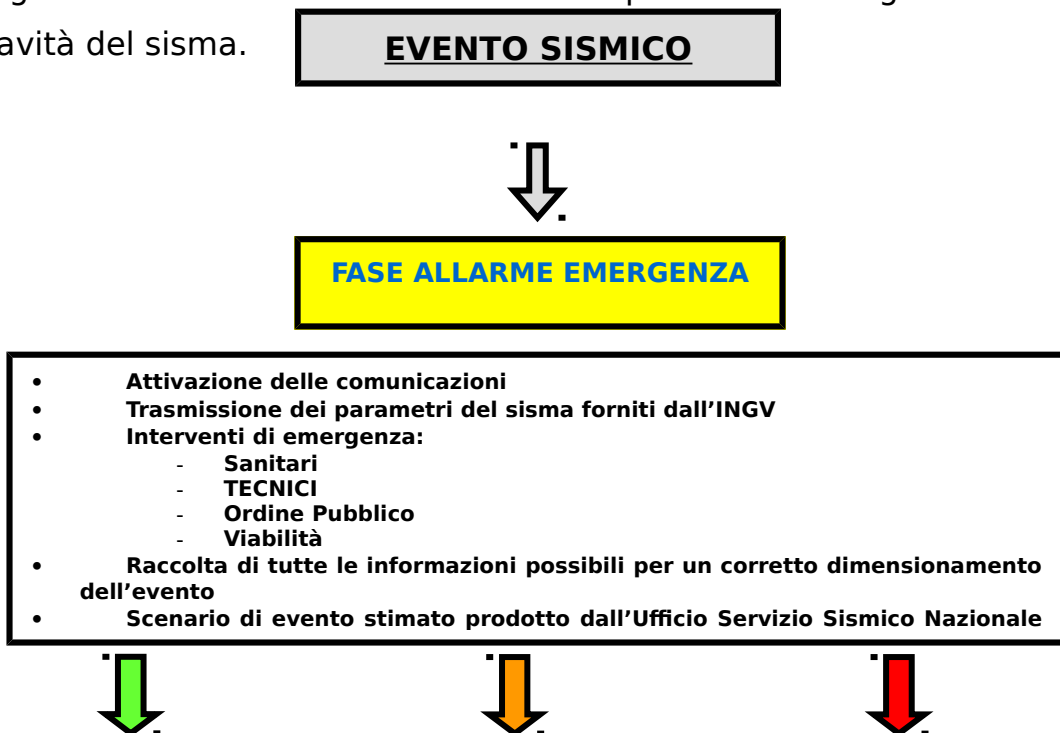 avità del sisma.
EVENTO SISMICO
FASE ALLARME EMERGENZA
• Attivazione delle comunicazioni
• Trasmissione dei parametri del sisma forniti dall’INGV
• Interventi di emergenza:
- Sanitari
- TECNICI
- Ordine Pubblico
- Viabilità
• Raccolta di tutte le informazioni possibili per un corretto dimensionamento
dell’evento
• Scenario di evento stimato prodotto dall’Ufficio Servizio Sismico Nazionale